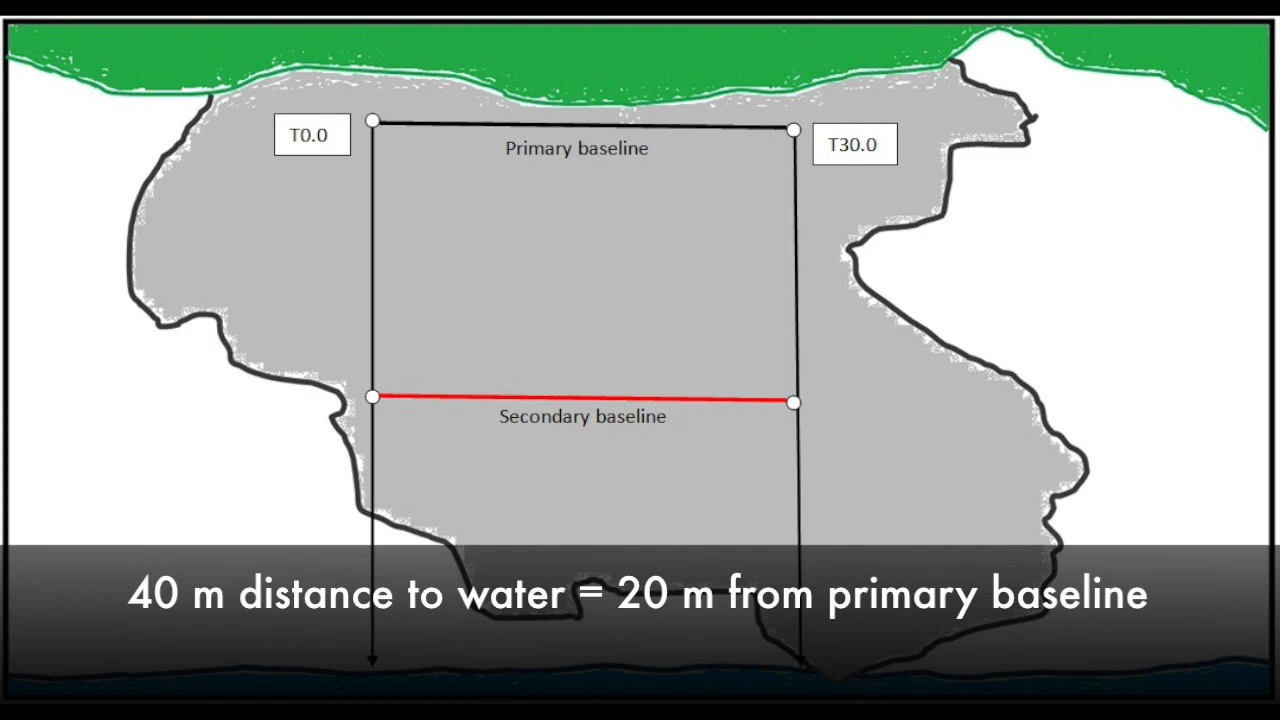 T0.0
T30.0
Primary baseline
Secondary baseline
40 m distance to water = 20 m from primary baseline